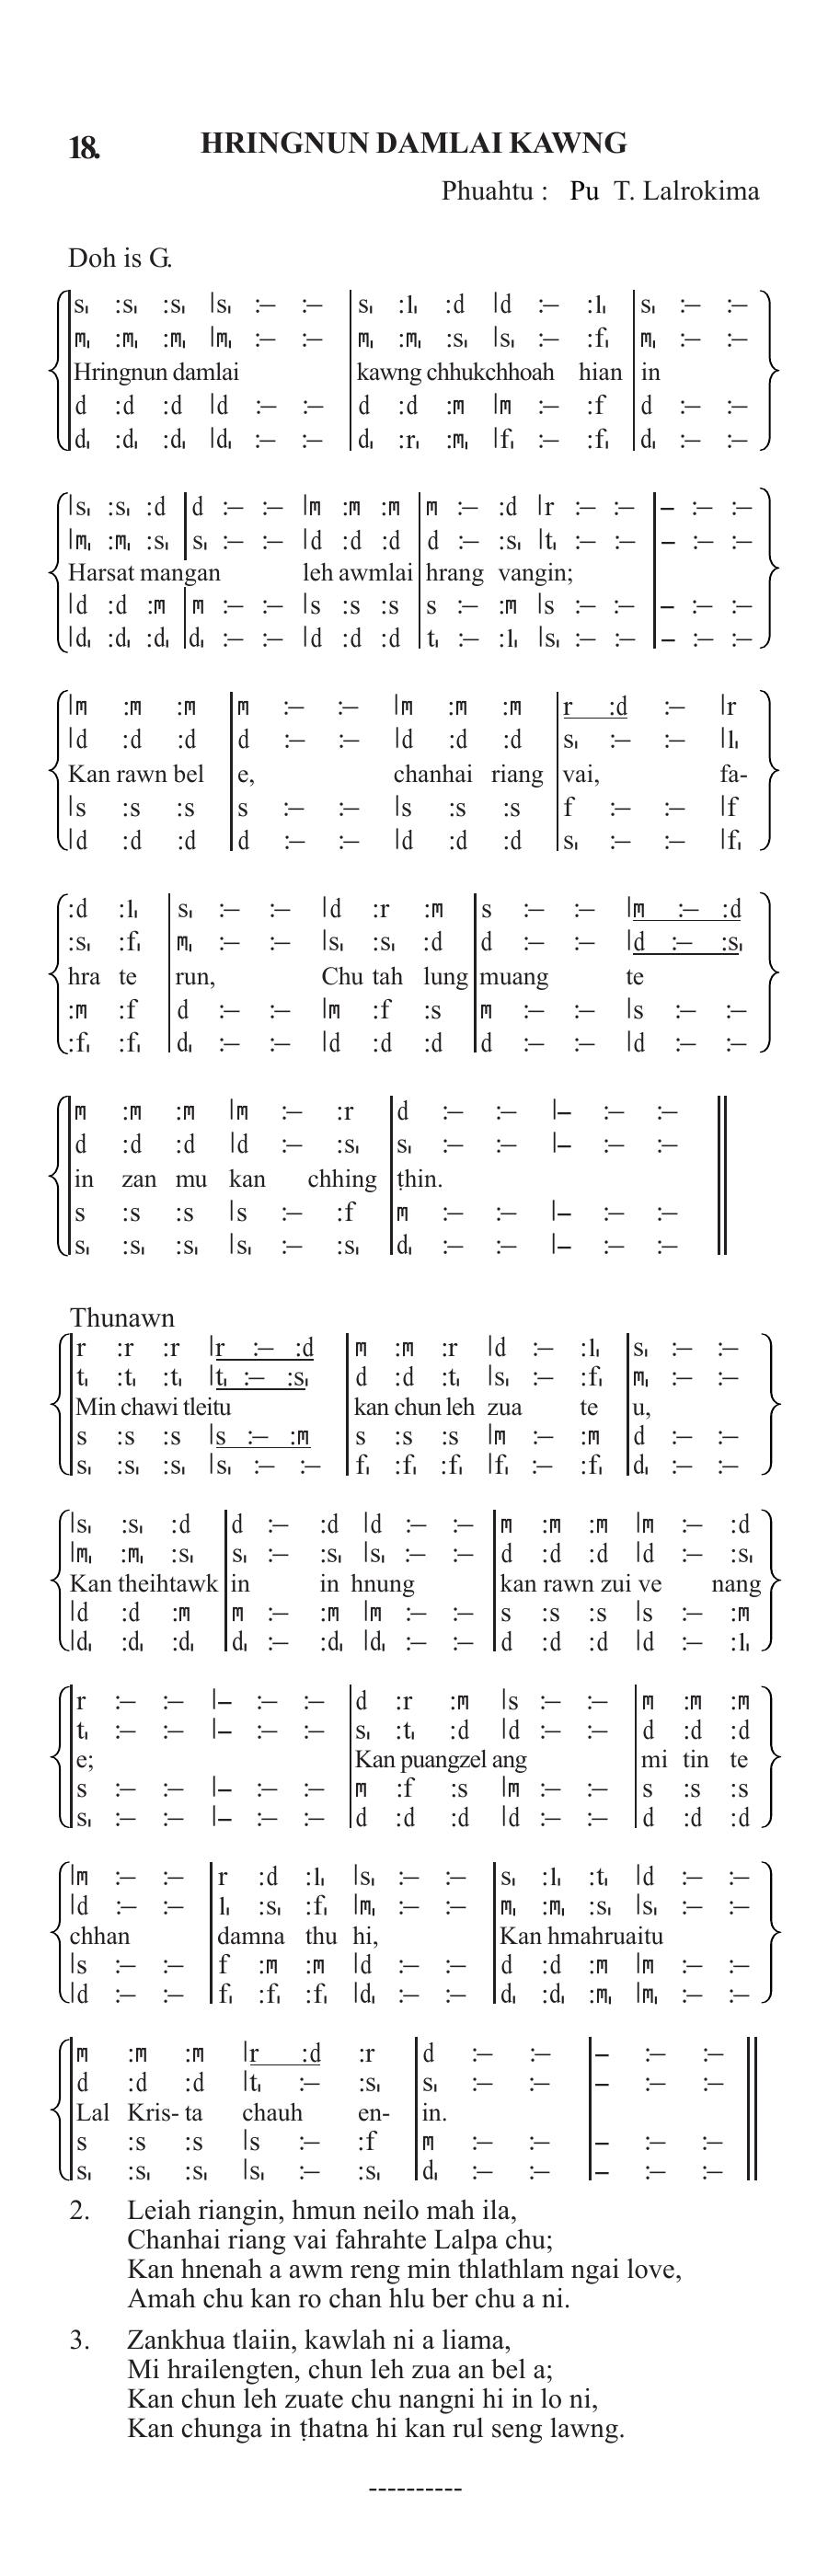 18. HRINGNUN DAMLAI KAWNG
Phuahtu : Pu T. Lalrokima
Doh is G.
|s, :s, :s, |s, :– :– |s, :l, :d |d :– :l, |s, :– :–
|m, :m, :m, |m, :– :– |m, :m, :s, |s, :– :f, |m, :– :–
Hringnun damlai kawng chhukchhoah hian in
|d :d :d |d :– :– |d :d :m |m :– :f |d :– :–
|d, :d, :d, |d, :– :– |d, :r, :m, |f, :– :f, |d, :– :–
|s, :s, :d |d :– :– |m :m :m |m :– :d |r :– :– |– :– :–
|m, :m, :s, |s, :– :– |d :d :d |d :– :s, |t, :– :– |– :– :–
Harsat mangan leh awmlai hrang vangin;
|d :d :m |m :– :– |s :s :s |s :– :m |s :– :– |– :– :–
|d, :d, :d, |d, :– :– |d :d :d |t, :– :l, |s, :– :– |– :– :–
|m :m :m |m :– :– |m :m :m |r :d :– |r
|d :d :d |d :– :– |d :d :d |s, :– :– |l,
Kan rawn bel e, chanhai riang vai, fa-
|s :s :s |s :– :– |s :s :s |f :– :– |f
|d :d :d |d :– :– |d :d :d |s, :– :– |f,
:d :l, |s, :– :– |d :r :m |s :– :– |m :– :d
:s, :f, |m, :– :– |s, :s, :d |d :– :– |d :– :s,
hra te run, Chu tah lung muang te
:m :f |d :– :– |m :f :s |m :– :– |s :– :–
:f, :f, |d, :– :– |d :d :d |d :– :– |d :– :–
|m :m :m |m :– :r |d :– :– |– :– :–
|d :d :d |d :– :s, |s, :– :– |– :– :–
in zan mu kan chhing ṭhin.
|s :s :s |s :– :f |m :– :– |– :– :–
|s, :s, :s, |s, :– :s, |d, :– :– |– :– :–
Thunawn
|r :r :r |r :– :d |m :m :r |d :– :l, |s, :– :–
|t, :t, :t, |t, :– :s, |d :d :t, |s, :– :f, |m, :– :–
Min chawi tleitu kan chun leh zua te u,
|s :s :s |s :– :m |s :s :s |m :– :m |d :– :–
|s, :s, :s, |s, :– :– |f, :f, :f, |f, :– :f, |d, :– :–
|s, :s, :d |d :– :d |d :– :– |m :m :m |m :– :d
|m, :m, :s, |s, :– :s, |s, :– :– |d :d :d |d :– :s,
Kan theihtawk in in hnung kan rawn zui ve nang
|d :d :m |m :– :m |m :– :– |s :s :s |s :– :m
|d, :d, :d, |d, :– :d, |d, :– :– |d :d :d |d :– :l,
|r :– :– |– :– :– |d :r :m |s :– :– |m :m :m
|t, :– :– |– :– :– |s, :t, :d |d :– :– |d :d :d
e; Kan puangzel ang mi tin te
|s :– :– |– :– :– |m :f :s |m :– :– |s :s :s
|s, :– :– |– :– :– |d :d :d |d :– :– |d :d :d
|m :– :– |r :d :l, |s, :– :– |s, :l, :t, |d :– :–
|d :– :– |l, :s, :f, |m, :– :– |m, :m, :s, |s, :– :–
chhan damna thu hi, Kan hmahruaitu
|s :– :– |f :m :m |d :– :– |d :d :m |m :– :–
|d :– :– |f, :f, :f, |d, :– :– |d, :d, :m, |m, :– :–
|m :m :m |r :d :r |d :– :– |– :– :–
|d :d :d |t, :– :s, |s, :– :– |– :– :–
Lal Kris- ta chauh en- in.
|s :s :s |s :– :f |m :– :– |– :– :–
|s, :s, :s, |s, :– :s, |d, :– :– |– :– :–
2. Leiah riangin, hmun neilo mah ila,
Chanhai riang vai fahrahte Lalpa chu;
Kan hnenah a awm reng min thlathlam ngai love,
Amah chu kan ro chan hlu ber chu a ni.
3. Zankhua tlaiin, kawlah ni a liama,
Mi hrailengten, chun leh zua an bel a;
Kan chun leh zuate chu nangni hi in lo ni,
Kan chunga in ṭhatna hi kan rul seng lawng.
----------